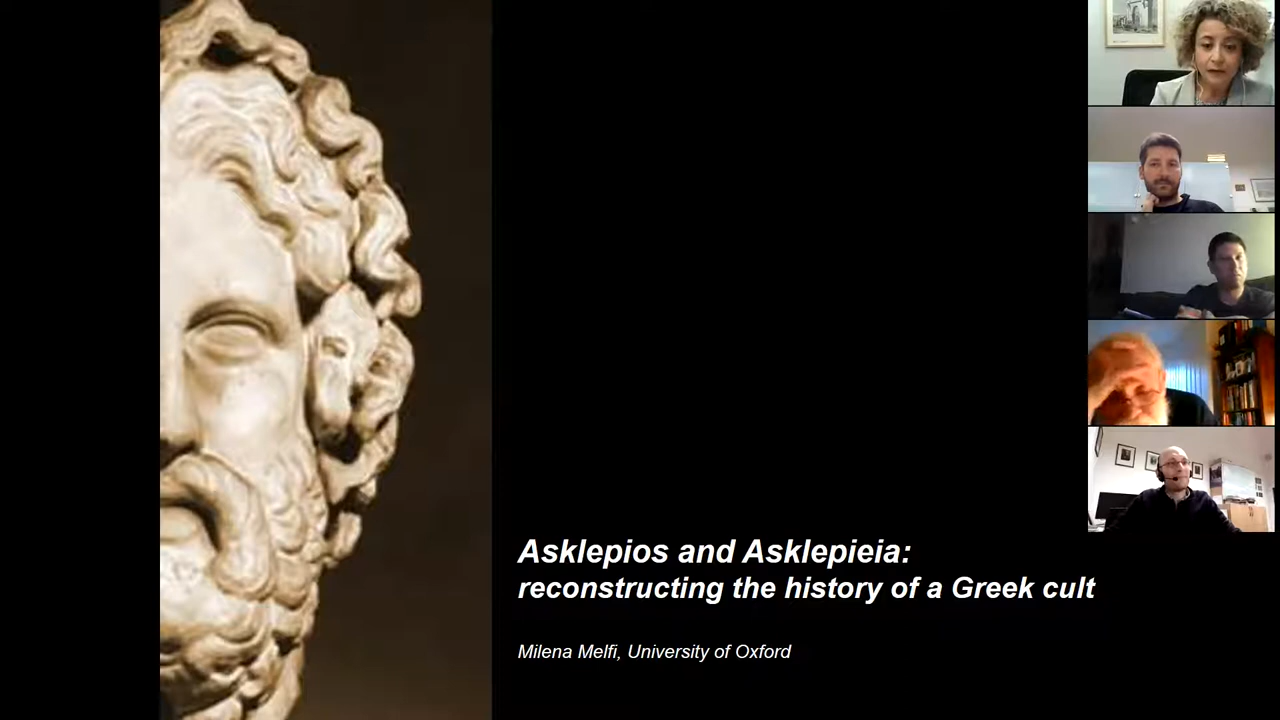 Asklepios and Asklepieia:
reconstructing the history of a Greek cult
Milena Melfi, University of Oxford